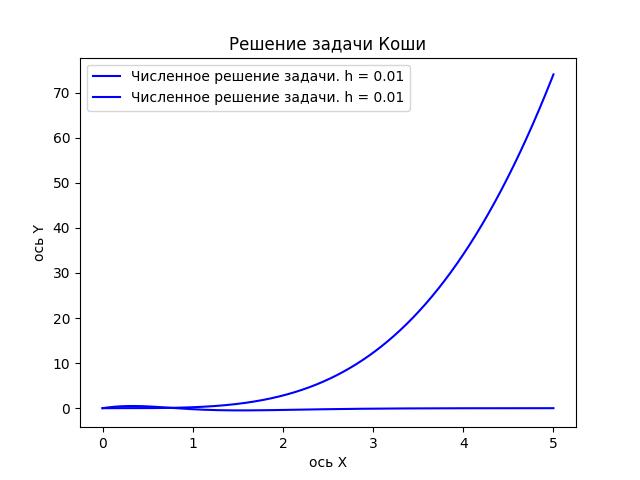 Решение задачи Коши
Численное решение задачи. h = 0.01
Численное решение задачи. h = 0.01
70
60
50
40
30
20
10
0
ось Y
0 1 2 3 4 5
ось X